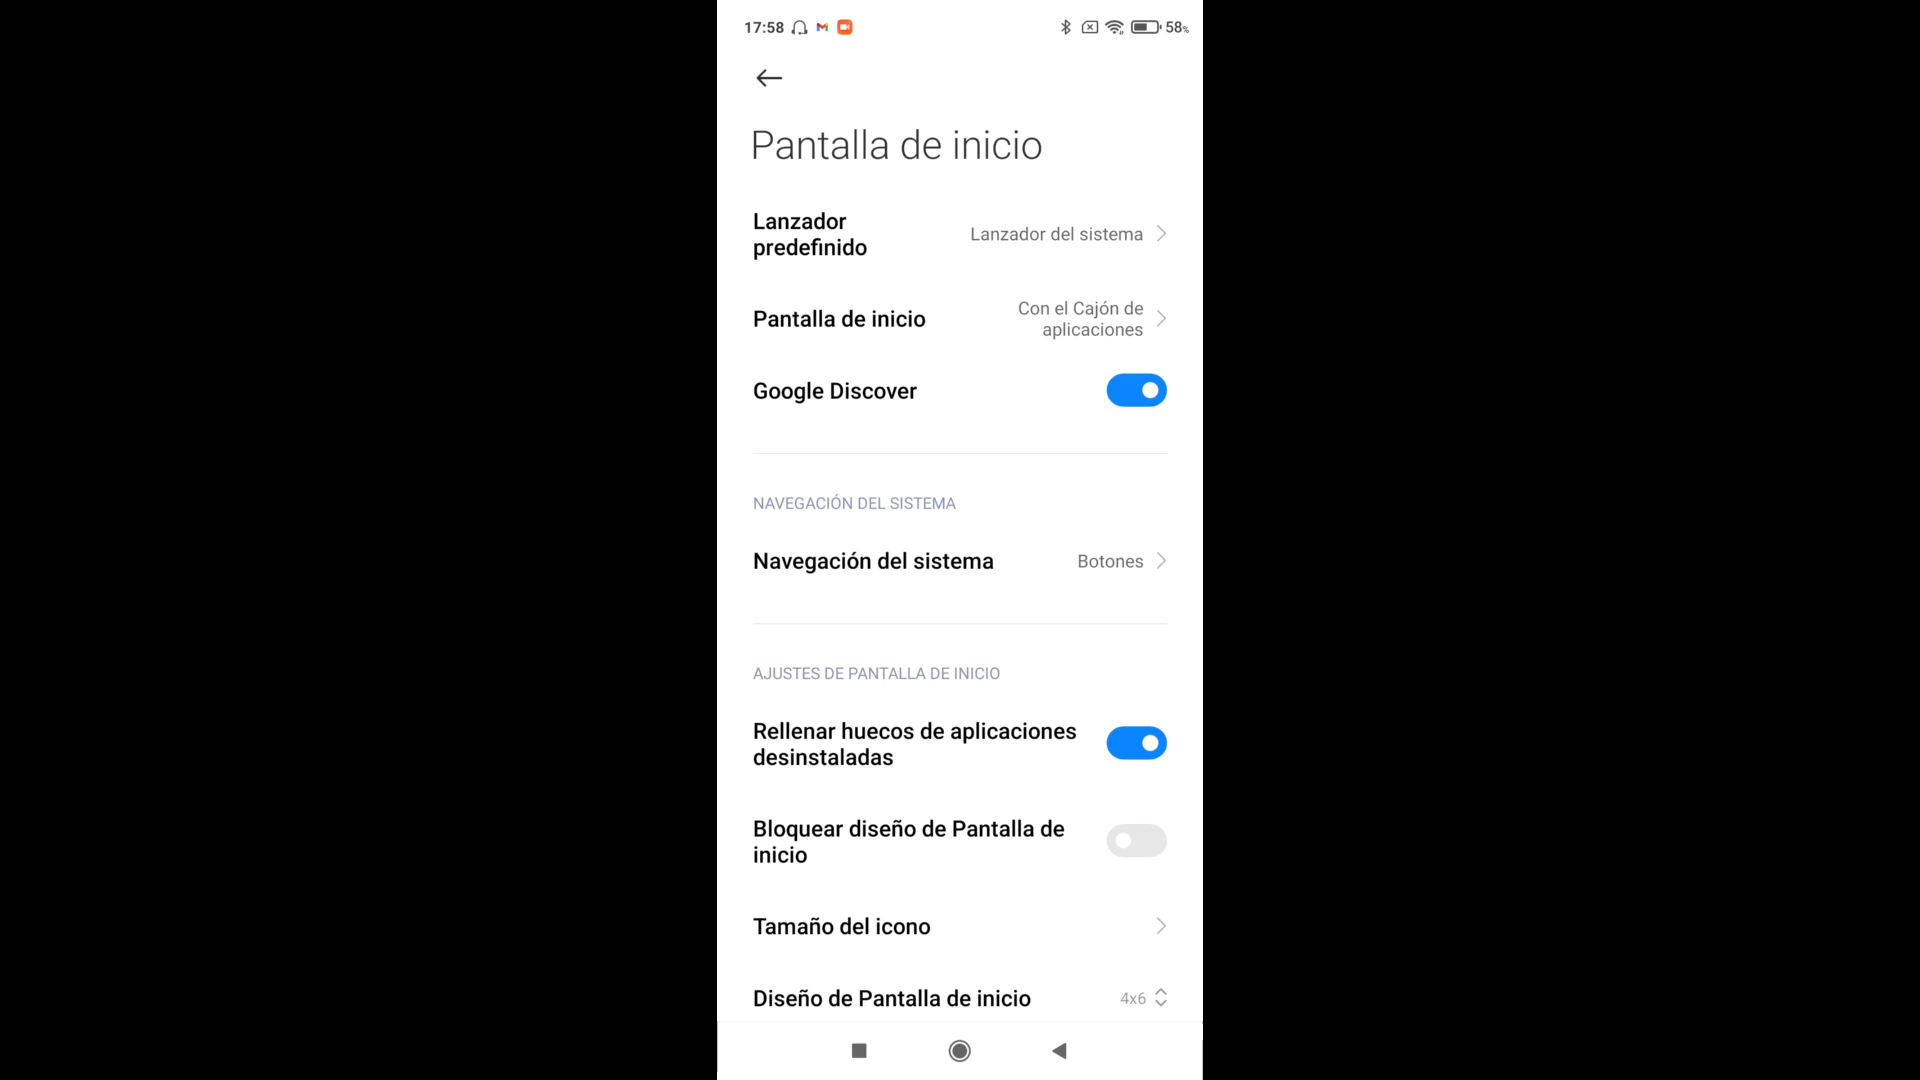 17:58 58%
Pantalla de inicio
Lanzador
predefinido
Lanzador del sistema
Pantalla de inicio
Con el Cajón de
aplicaciones
Google Discover
NAVEGACIÓN DEL SISTEMA
Navegación del sistema
Botones
AJUSTES DE PANTALLA DE INICIO
Rellenar huecos de aplicaciones
desinstaladas
Bloquear diseño de Pantalla de
inicio
Tamaño del icono
Diseño de Pantalla de inicio
4x6